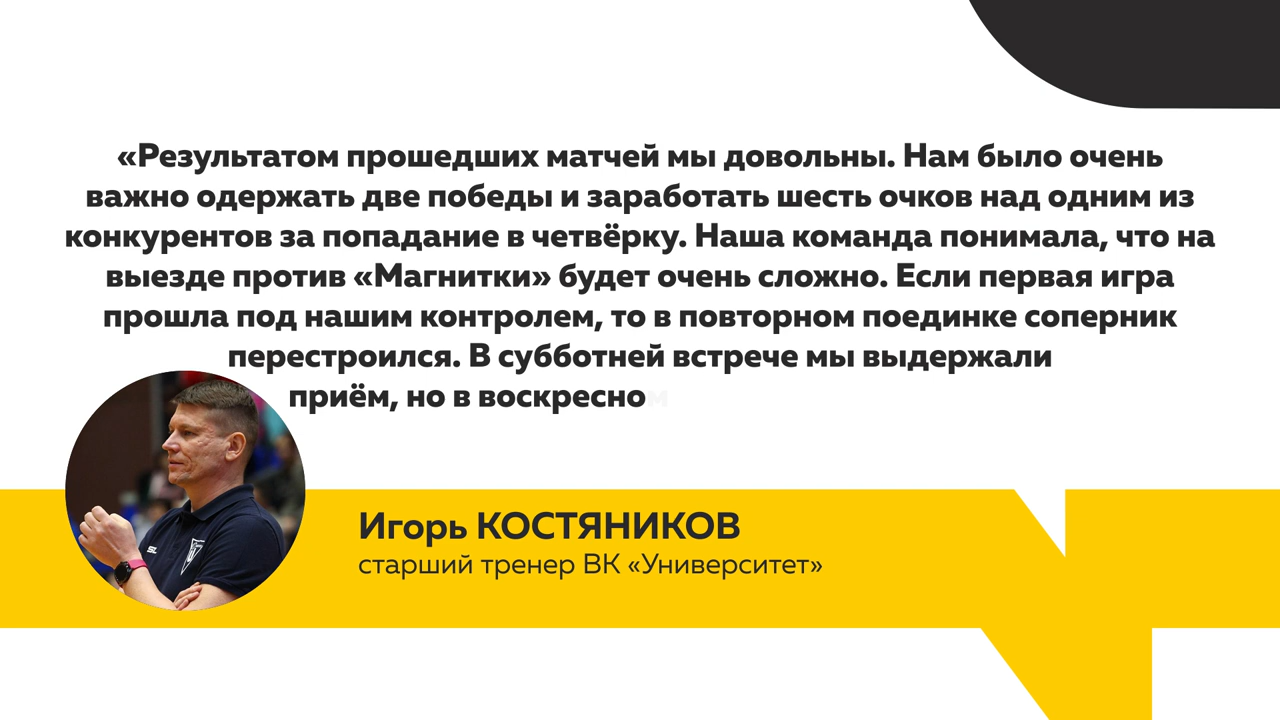 «Результатом прошедших матчей мы довольны. Нам было очень
важно одержать две победы и заработать шесть очков над одним из
конкурентов за попадание в четвёрку. Наша команда понимала, что на
выезде против «Магнитки» будет очень сложно. Если первая игра
прошла под нашим контролем, то в повторном поединке соперник
перестроился. В субботней встрече мы выдержали
приём, но в воскресном
Игорь КОСТЯНИКОВ
старший тренер ВК «Университет»